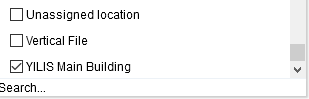 Unassigned location
Vertical File
YILIS Main Building
Search...